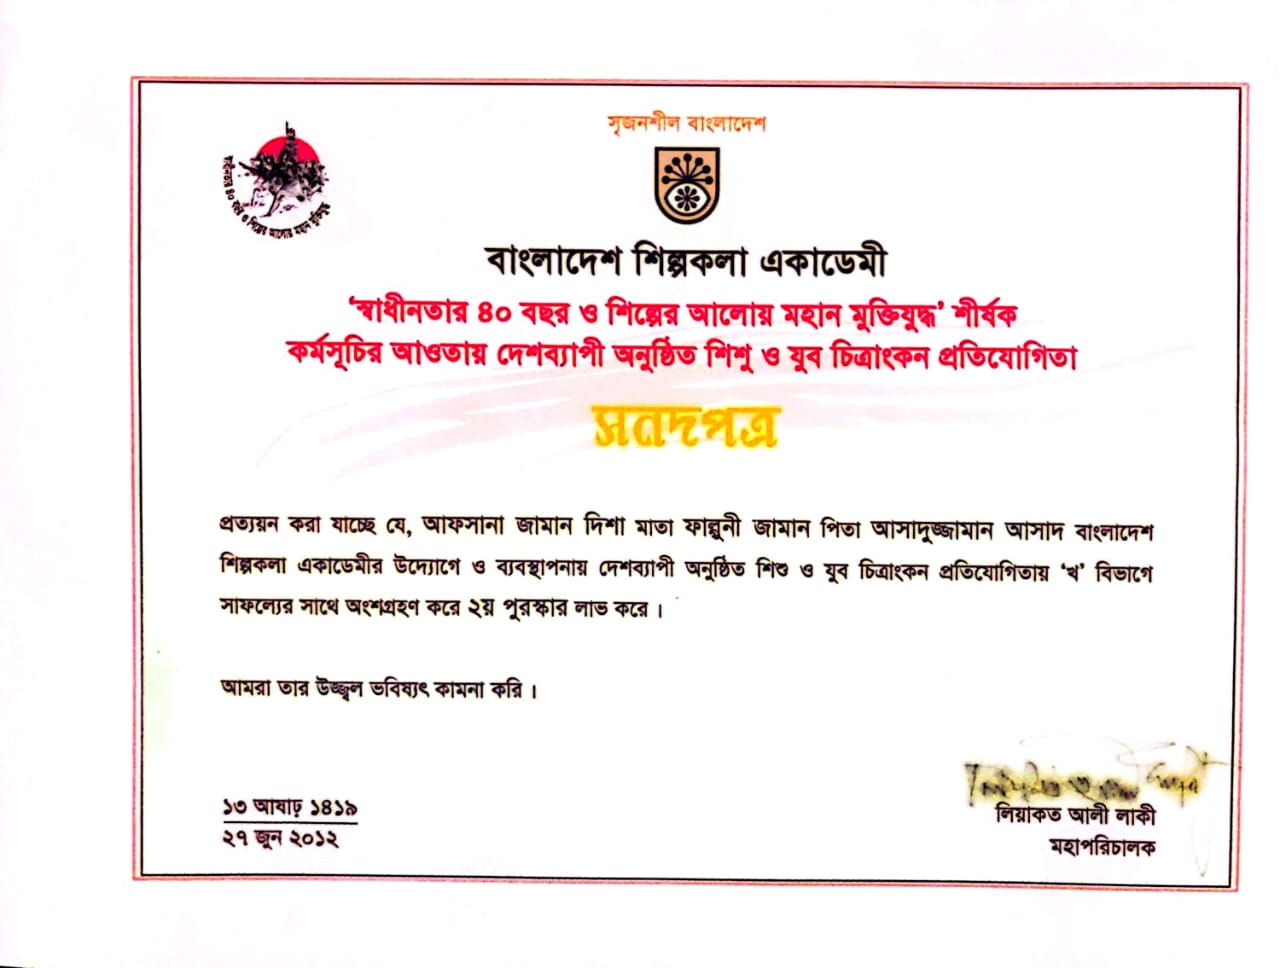 সৃজনশীল বাংলাদেশ
স্বাধীনতার ৪০ বছর ও শিল্পের আলোয় মহান মুক্তিযুদ্ধ
বাংলাদেশ শিল্পকলা একাডেমী
‘স্বাধীনতার ৪০ বছর ও শিল্পের আলোয় মহান মুক্তিযুদ্ধ’ শীর্ষক
কর্মসূচির আওতায় দেশব্যাপী অনুষ্ঠিত শিশু ও যুব চিত্রাংকন প্রতিযোগিতা
সনদপত্র
প্রত্যয়ন করা যাচ্ছে যে, আফসানা জামান দিশা মাতা ফাল্গুনী জামান পিতা আসাদুজ্জামান আসাদ বাংলাদেশ
শিল্পকলা একাডেমীর উদ্যোগে ও ব্যবস্থাপনায় দেশব্যাপী অনুষ্ঠিত শিশু ও যুব চিত্রাংকন প্রতিযোগিতায় ‘খ’ বিভাগে
সাফল্যের সাথে অংশগ্রহণ করে ২য় পুরস্কার লাভ করে।
আমরা তার উজ্জ্বল ভবিষ্যৎ কামনা করি।
১৩ আষাঢ় ১৪১৯
২৭ জুন ২০১২
লিয়াকত আলী লাকী
মহাপরিচালক